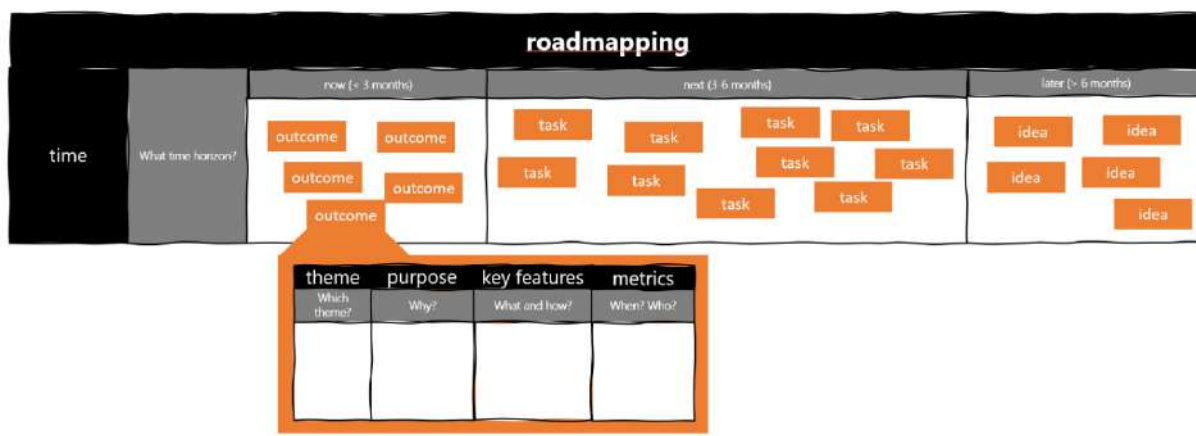 roadmapping
time
What time horizon?
now (< 3 months)
next (3 6 months)
later (> 6 months)
outcome
outcome
outcome
outcome
outcome
task
task
task
task
task
task
task
task
task
task
idea
idea
idea
idea
idea
theme
purpose
key features
metrics
Which
theme?
Why?
What and how?
When? Who?